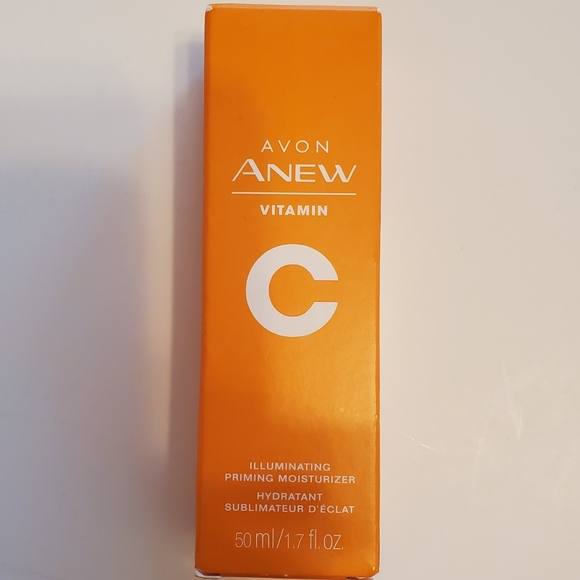 AVON
ANEW
VITAMIN
C
ILLUMINATING
PRIMING MOISTURIZER
HYDRATANT
SUBLIMATEUR D'ÉCLAT
50 ml/1.7 fl. oz.